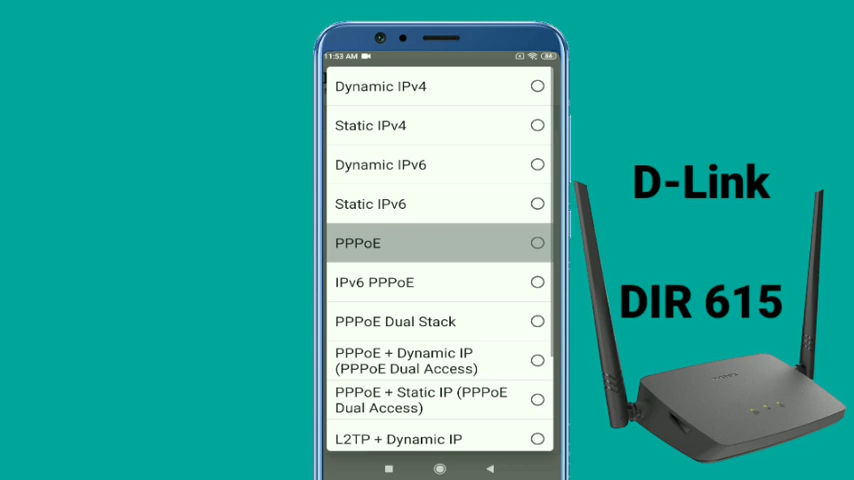 11:53 AM
84
Dynamic IPv4
Static IPv4
Dynamic IPv6
Static IPv6
PPPoE
IPv6 PPPoE
PPPoE Dual Stack
PPPoE + Dynamic IP
(PPPoE Dual Access)
PPPoE + Static IP (PPPoE
Dual Access)
L2TP + Dynamic IP
D-Link
DIR 615